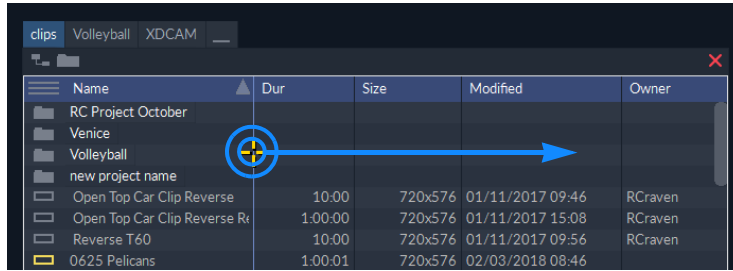 clips Volleyball XDCAM __
Name Dur Size Modified Owner
RC Project October
Venice
Volleyball
new project name
Open Top Car Clip Reverse 10:00 720x576 01/11/2017 09:46 RCraven
Open Top Car Clip Reverse Re 1:00:00 720x576 01/11/2017 15:08 RCraven
Reverse T60 10:00 720x576 01/11/2017 09:56 RCraven
0625 Pelicans 1:00:01 720x576 02/03/2018 08:46